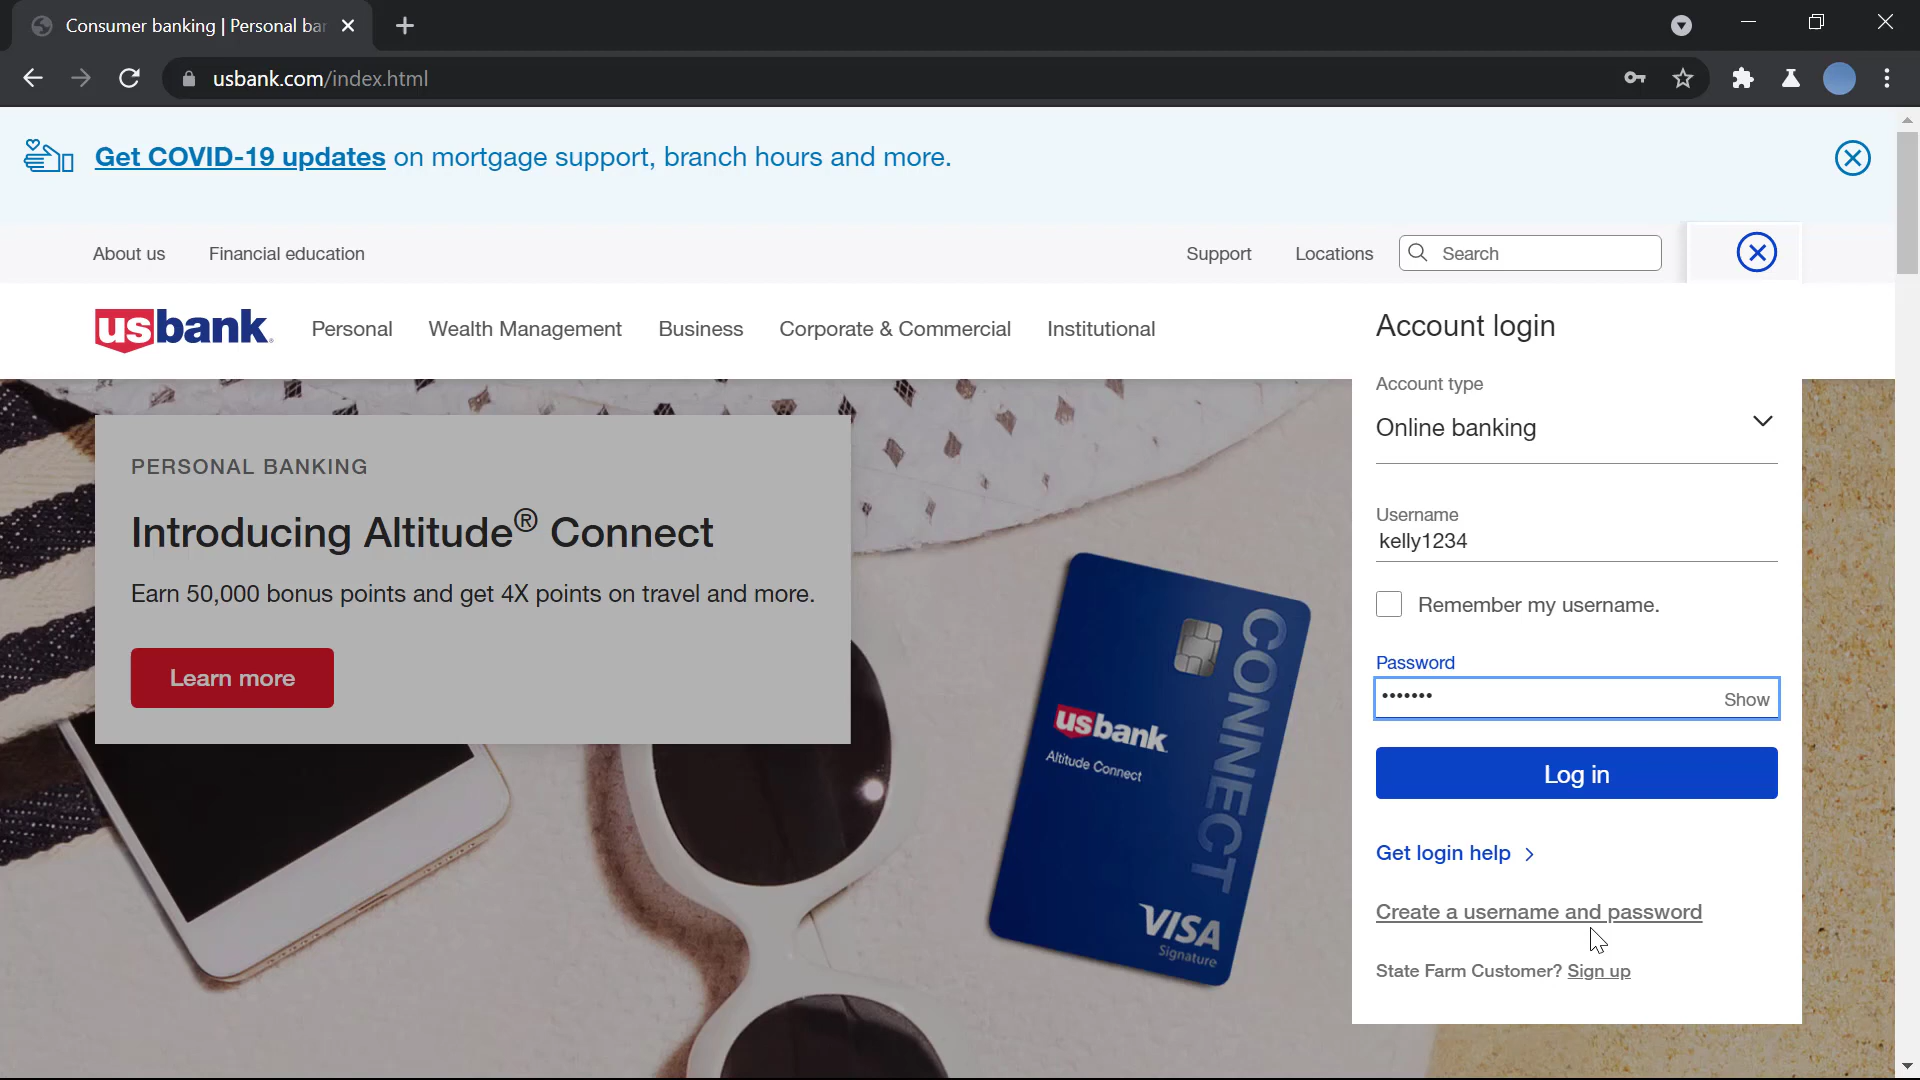 Consumer banking | Personal bar
usbank.com/index.html
Get COVID-19 updates on mortgage support, branch hours and more.
About us Financial education Support Locations Search
usbank Personal Wealth Management Business Corporate & Commercial Institutional
Account login
Account type
Online banking
Username
kelly1234
Remember my username.
Password
••••••• Show
Log in
Get login help >
Create a username and password
State Farm Customer? Sign up
PERSONAL BANKING
Introducing Altitude® Connect
Earn 50,000 bonus points and get 4X points on travel and more.
Learn more
CONNECT
usbank
Altitude Connect
VISA
Signature